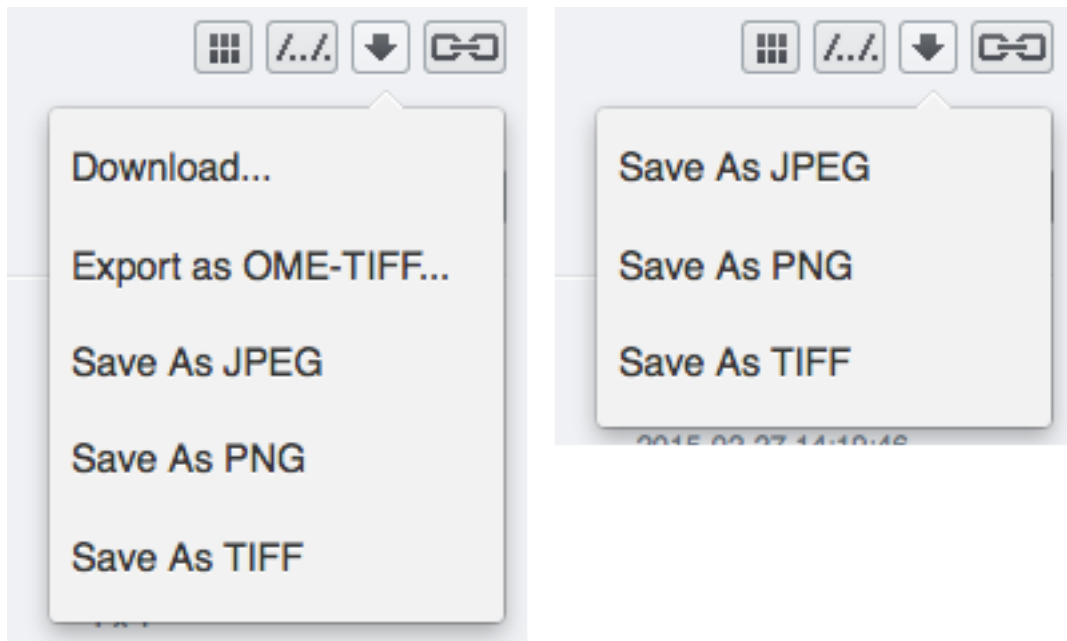 /../.
Download...
Export as OME-TIFF...
Save As JPEG
Save As PNG
Save As TIFF
/../.
Save As JPEG
Save As PNG
Save As TIFF